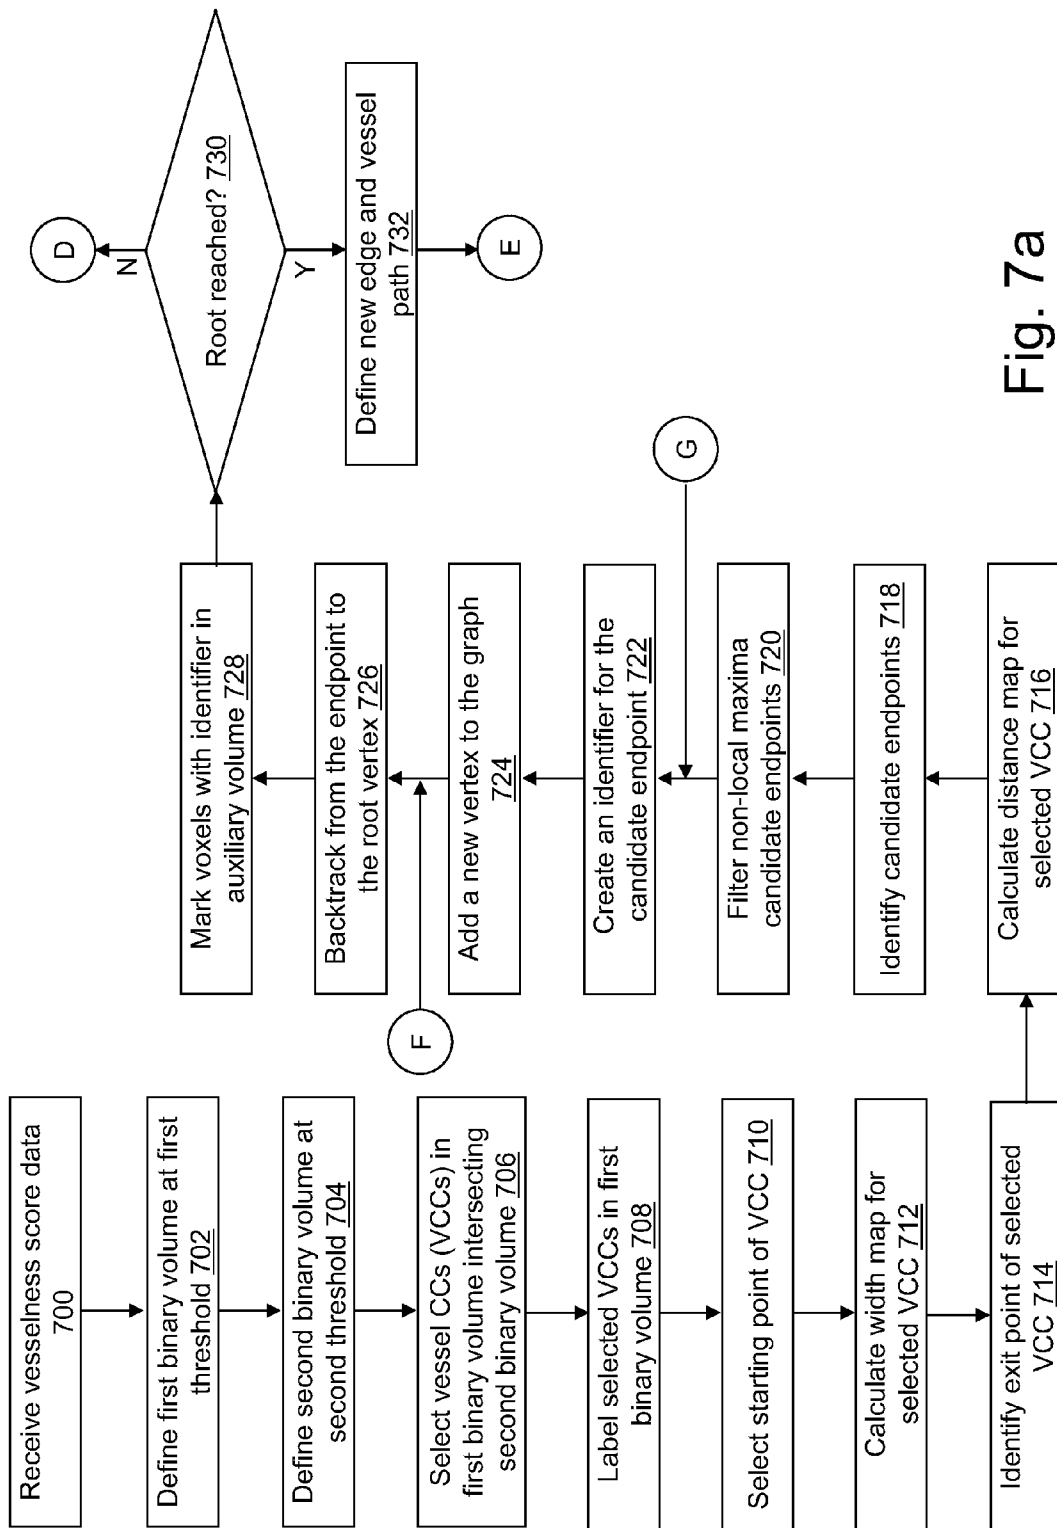 Receive vesselness score data
700
Define first binary volume at first
threshold 702
Define second binary volume at
second threshold 704
Select vessel CCs (VCCs) in
first binary volume intersecting
second binary volume 706
Label selected VCCs in first
binary volume 708
Select starting point of VCC 710
Calculate width map for
selected VCC 712
Identify exit point of selected
VCC 714
Calculate distance map for
selected VCC 716
Identify candidate endpoints 718
Filter non-local maxima
candidate endpoints 720
G
Create an identifier for the
candidate endpoint 722
Add a new vertex to the graph
724
F
Backtrack from the endpoint to
the root vertex 726
Mark voxels with identifier in
auxiliary volume 728
Root reached? 730
N
D
Y
Define new edge and vessel
path 732
E
Fig. 7a